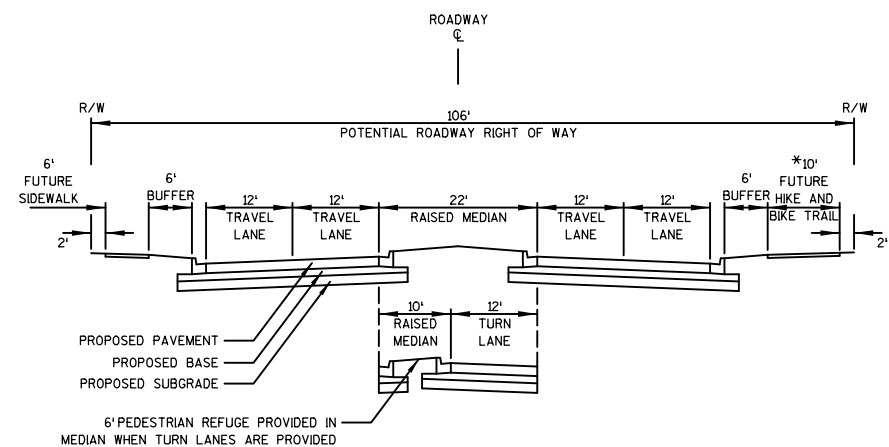 ROADWAY
℄
R/W
R/W
106'
POTENTIAL ROADWAY RIGHT OF WAY
6'
FUTURE
SIDEWALK
6'
BUFFER
12'
TRAVEL
LANE
12'
TRAVEL
LANE
22'
RAISED MEDIAN
12'
TRAVEL
LANE
12'
TRAVEL
LANE
6'
BUFFER
*10'
FUTURE
HIKE AND
BIKE TRAIL
2'
2'
10'
RAISED
MEDIAN
12'
TURN
LANE
PROPOSED PAVEMENT
PROPOSED BASE
PROPOSED SUBGRADE
6' PEDESTRIAN REFUGE PROVIDED IN
MEDIAN WHEN TURN LANES ARE PROVIDED